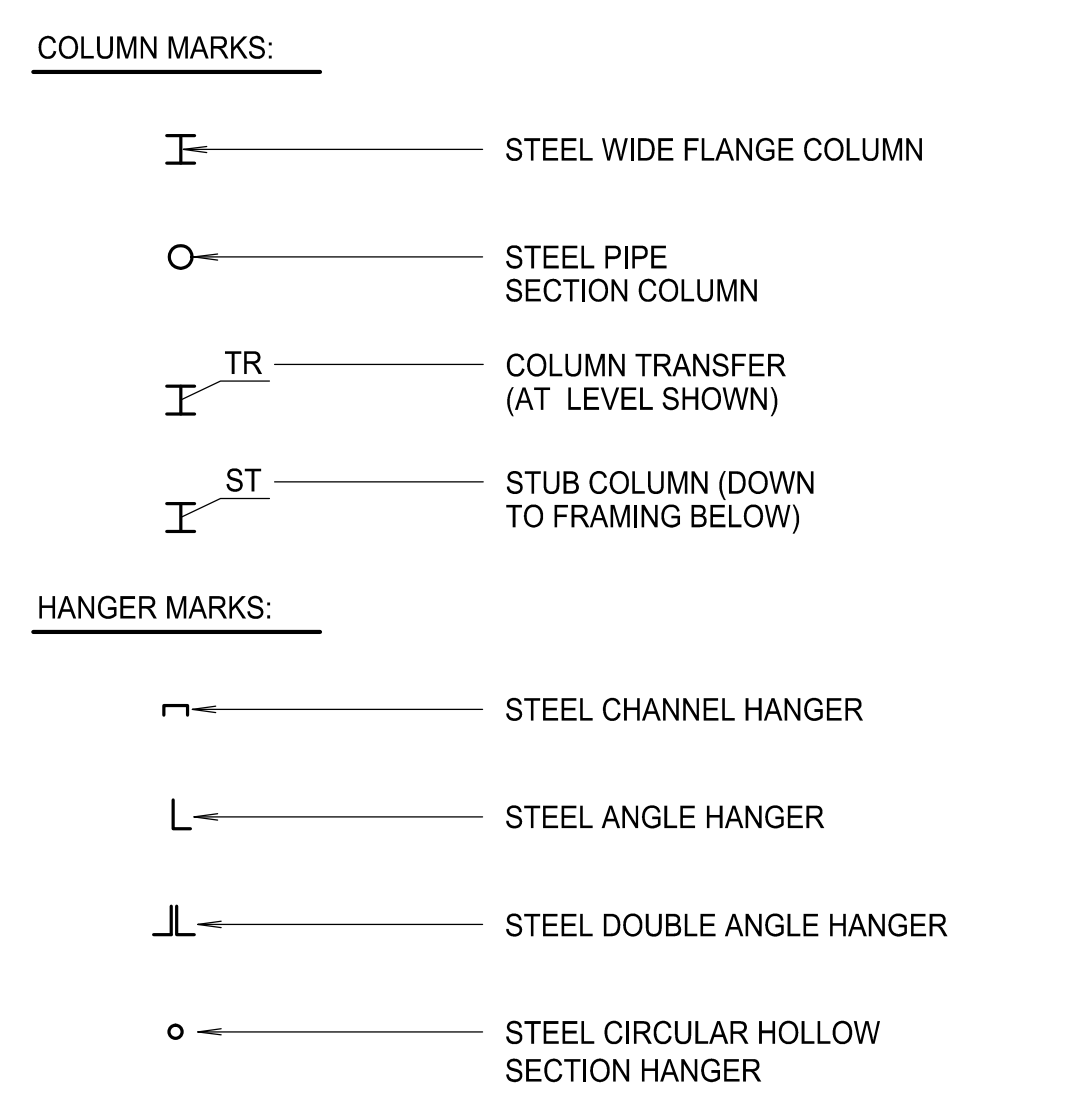 COLUMN MARKS:
STEEL WIDE FLANGE COLUMN
STEEL PIPE
SECTION COLUMN
TR
COLUMN TRANSFER
(AT LEVEL SHOWN)
ST
STUB COLUMN (DOWN
TO FRAMING BELOW)
HANGER MARKS:
STEEL CHANNEL HANGER
STEEL ANGLE HANGER
STEEL DOUBLE ANGLE HANGER
STEEL CIRCULAR HOLLOW
SECTION HANGER